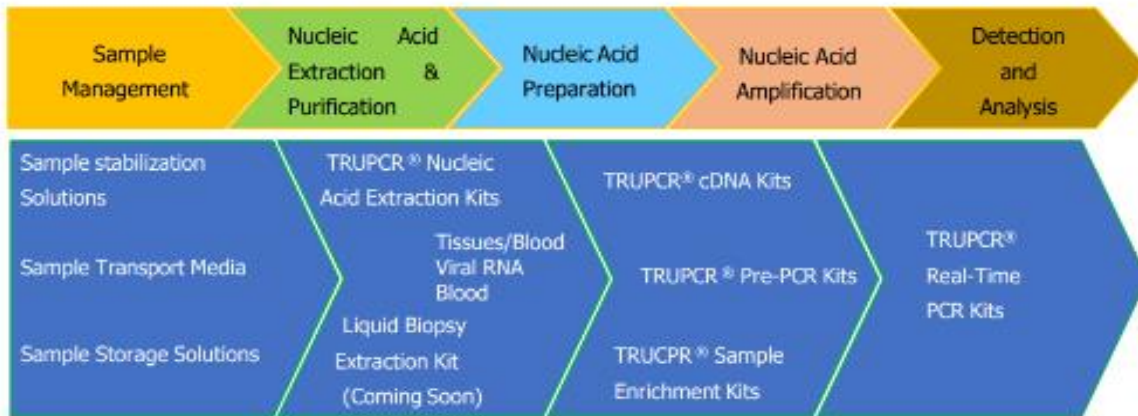 Sample
Management
Nucleic Acid
Extraction &
Purification
Nucleic Acid
Preparation
Nucleic Acid
Amplification
Detection
and
Analysis
Sample stabilization
Solutions
Sample Transport Media
Sample Storage Solutions
TRUPCR ® Nucleic
Acid Extraction Kits
Tissues/Blood
Viral RNA
Blood
Liquid Biopsy
Extraction Kit
(Coming Soon)
TRUPCR® cDNA Kits
TRUPCR ® Pre-PCR Kits
TRUCPR ® Sample
Enrichment Kits
TRUPCR®
Real-Time
PCR Kits